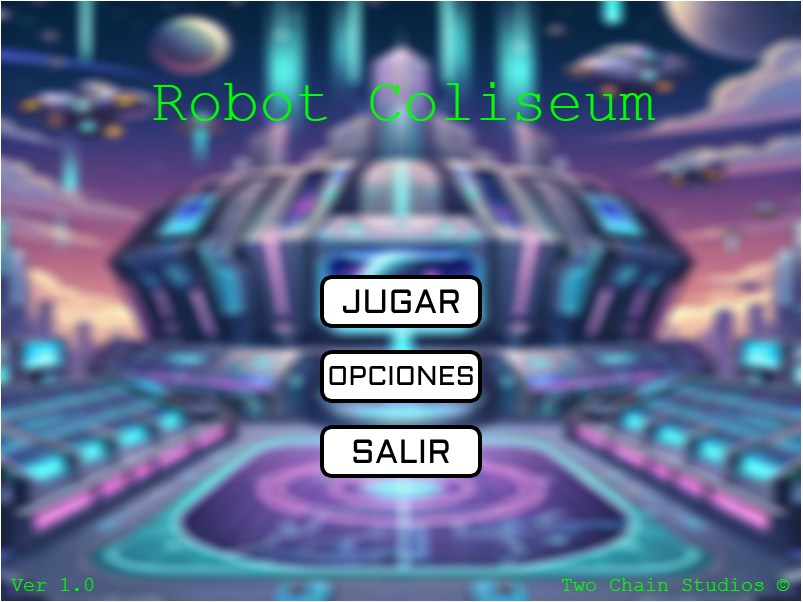 Robot Coliseum
JUGAR
OPCIONES
SALIR
Ver 1.0
Two Chain Studios ©